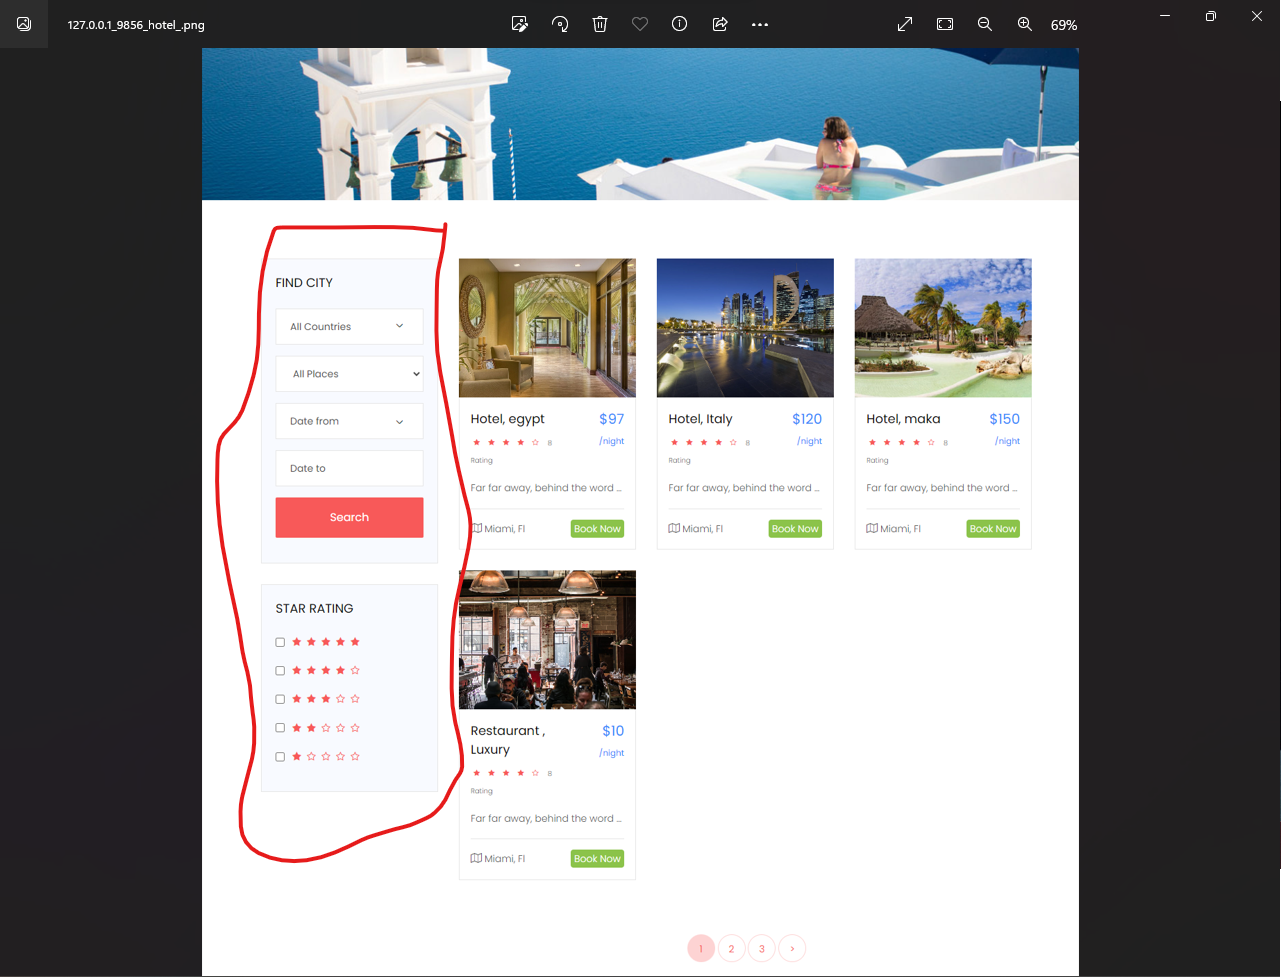 127.0.0.1_9856_hotel_.png
69%
FIND CITY
All Countries
All Places
Date from
Date to
Search
STAR RATING
Hotel, egypt $97
8 /night
Rating
Far far away, behind the word ...
Miami, Fl Book Now
Hotel, Italy $120
8 /night
Rating
Far far away, behind the word ...
Miami, Fl Book Now
Hotel, maka $150
8 /night
Rating
Far far away, behind the word ...
Miami, Fl Book Now
Restaurant , $10
Luxury /night
8
Rating
Far far away, behind the word ...
Miami, Fl Book Now
1 2 3 >